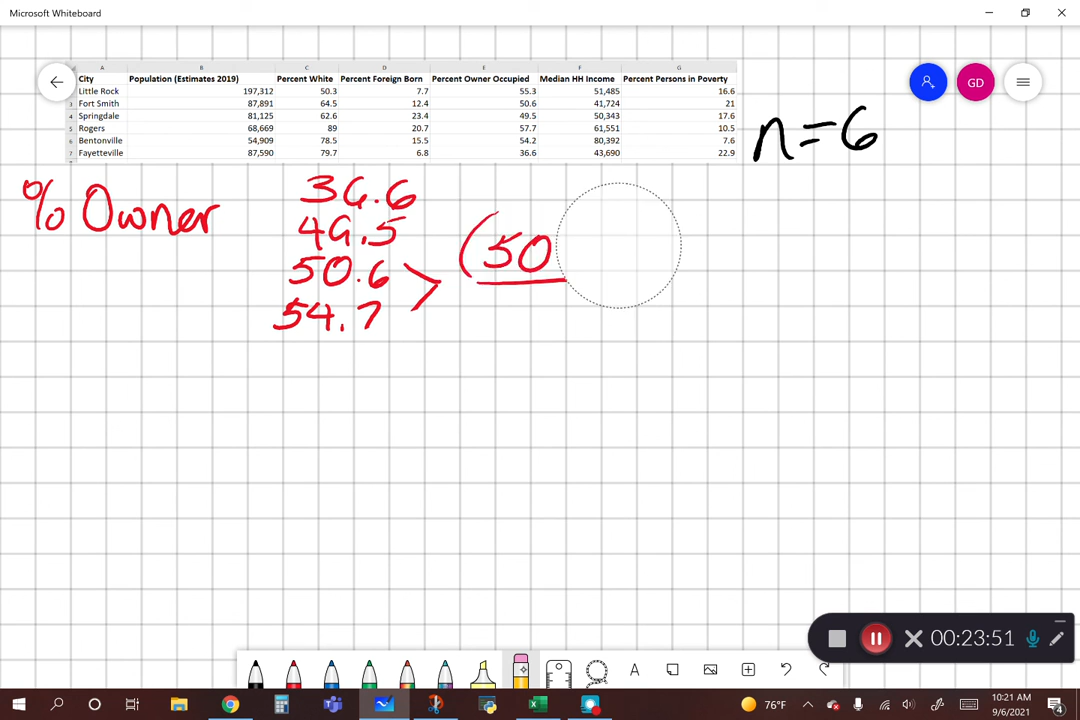 Microsoft Whiteboard
A B C D E F G
City Population (Estimates 2019) Percent White Percent Foreign Born Percent Owner Occupied Median HH Income Percent Persons in Poverty
Little Rock 197,312 50.3 7.7 55.3 51,485 16.6
3 Fort Smith 87,891 64.5 12.4 50.6 41,724 21
4 Springdale 81,125 62.6 23.4 49.5 50,343 17.6
5 Rogers 68,669 89 20.7 57.7 61,551 10.5
6 Bentonville 54,909 78.5 15.5 54.2 80,392 7.6
7 Fayetteville 87,590 79.7 6.8 36.6 43,690 22.9
GD
n=6
% Owner
36.6
49.5
50.6
54.2
(50
00:23:51
A
76°F
10:21 AM
9/6/2021
4